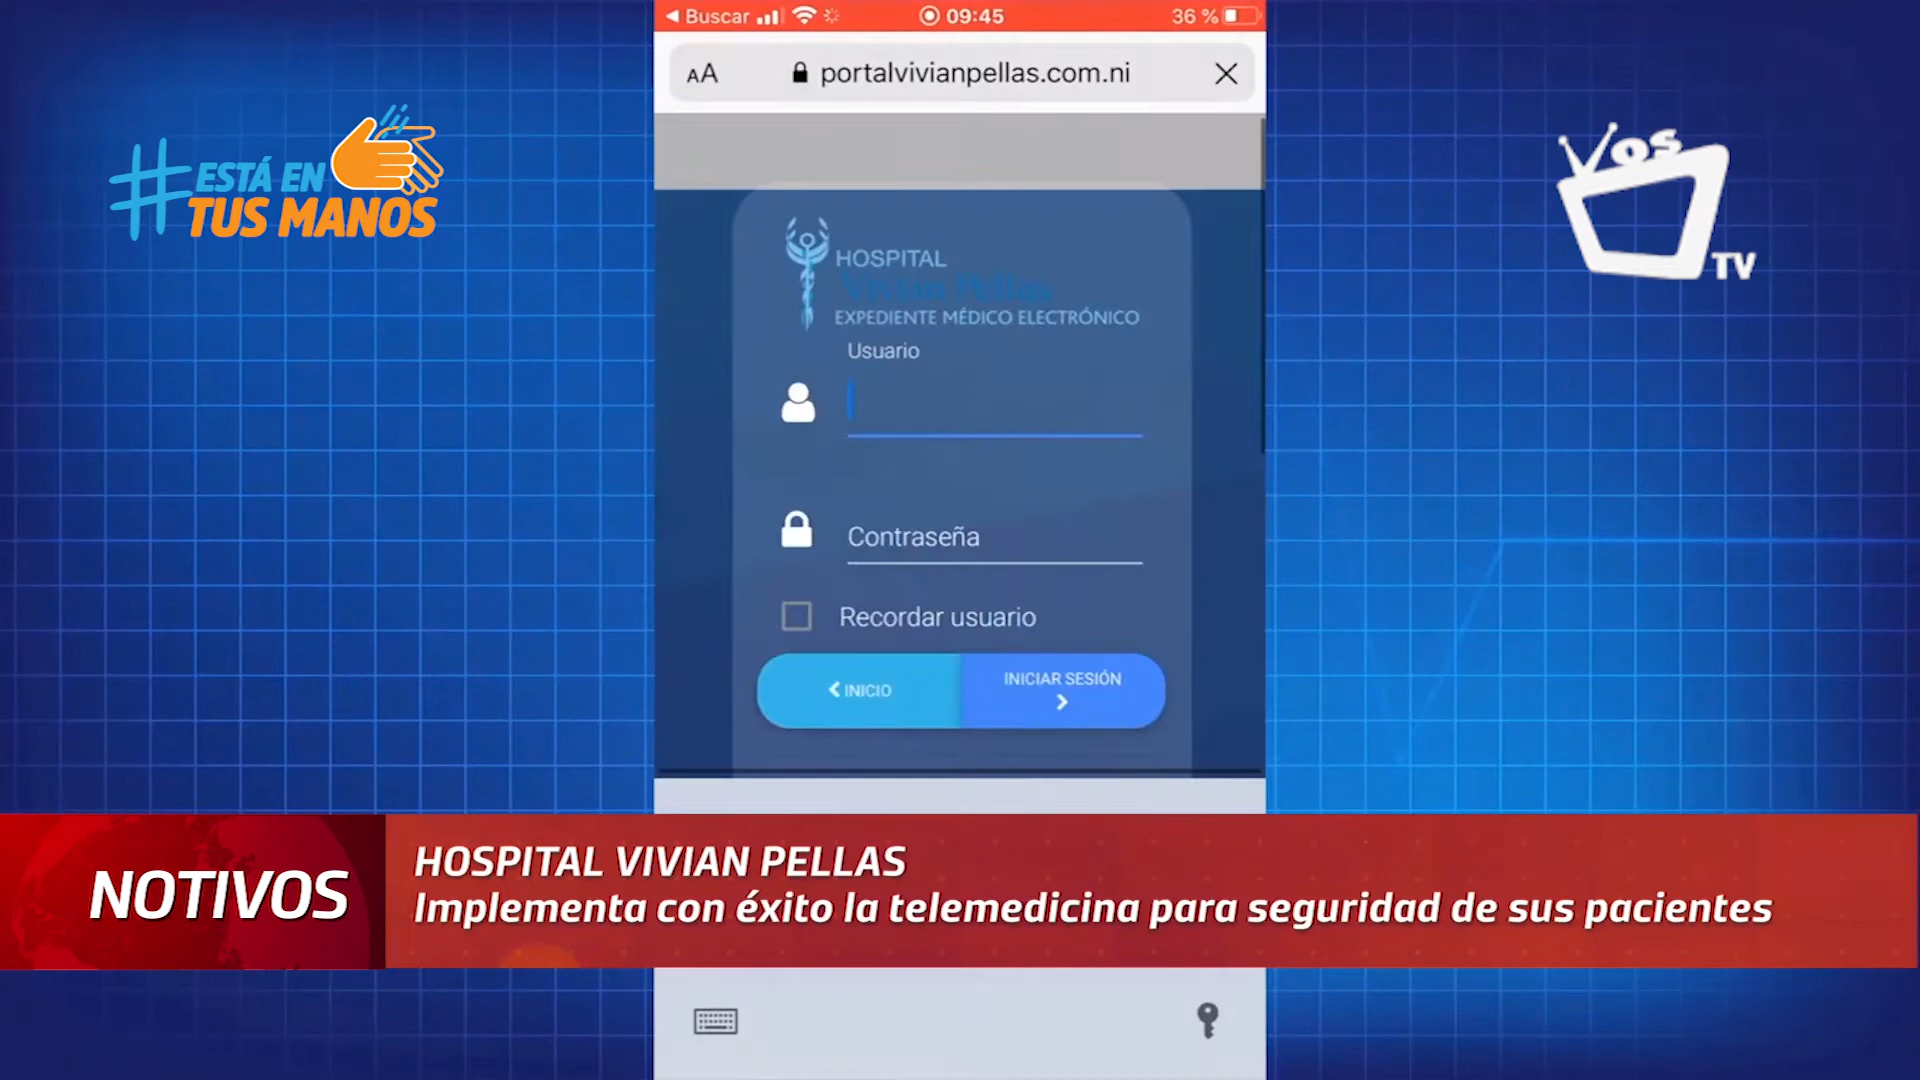 Buscar
09:45
36 %
AA
portalvivianpellas.com.ni
#ESTÁ EN
TUS MANOS
VOS
TV
HOSPITAL
Vivian Pellas
EXPEDIENTE MÉDICO ELECTRÓNICO
Usuario
Contraseña
Recordar usuario
INICIO
INICIAR SESIÓN
NOTIVOS
HOSPITAL VIVIAN PELLAS
Implementa con éxito la telemedicina para seguridad de sus pacientes